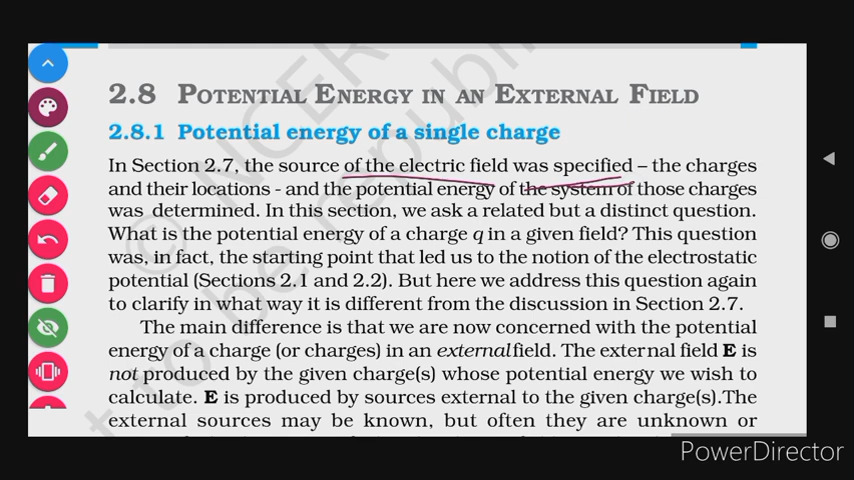 2.8 POTENTIAL ENERGY IN AN EXTERNAL FIELD
2.8.1 Potential energy of a single charge
In Section 2.7, the source of the electric field was specified – the charges
and their locations - and the potential energy of the system of those charges
was determined. In this section, we ask a related but a distinct question.
What is the potential energy of a charge q in a given field? This question
was, in fact, the starting point that led us to the notion of the electrostatic
potential (Sections 2.1 and 2.2). But here we address this question again
to clarify in what way it is different from the discussion in Section 2.7.
The main difference is that we are now concerned with the potential
energy of a charge (or charges) in an external field. The external field E is
not produced by the given charge(s) whose potential energy we wish to
calculate. E is produced by sources external to the given charge(s).The
external sources may be known, but often they are unknown or
© NCER
t to be republi
PowerDirector